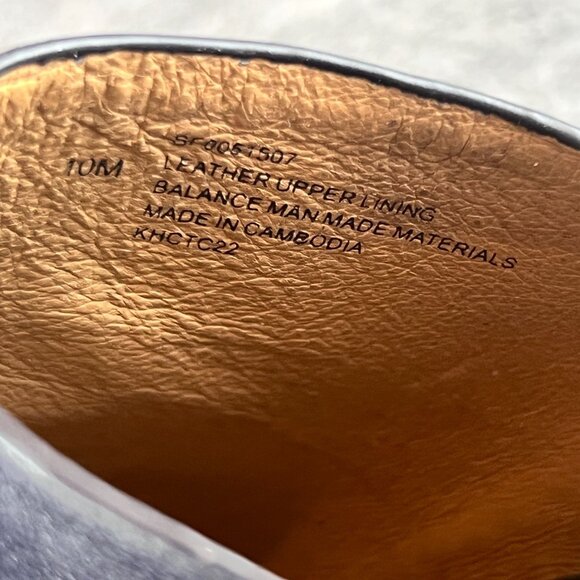 10M
LEATHER UPPER LINING
BALANCE MAN MADE MATERIALS
MADE IN CAMBODIA
KHCTC22